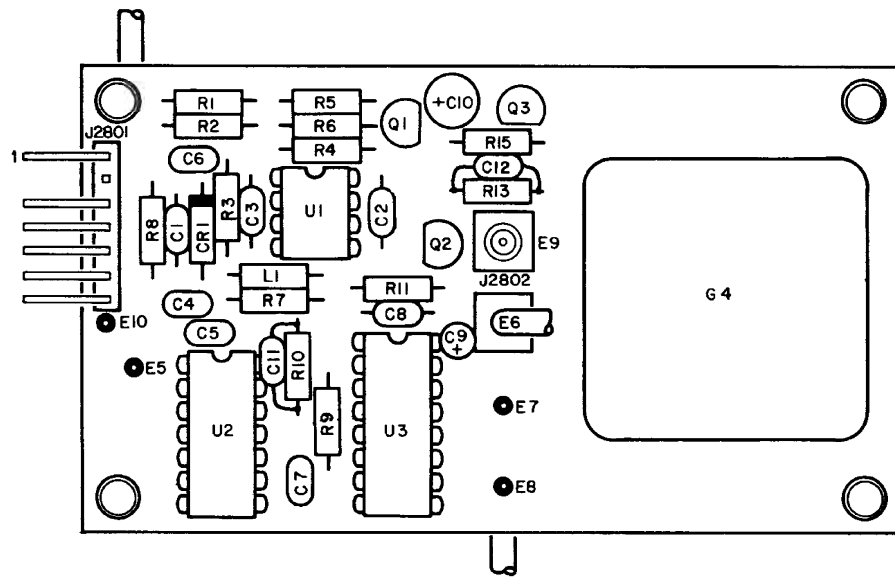 R1
R5
+C10
Q3
R2
R6
Q1
J2801
R4
R15
1
C6
C12
R13
R8
C1
CR1
R3
C3
U1
C2
Q2
E9
L1
J2802
R7
R11
G4
C4
C8
E10
C5
C9
+
E6
E5
C11
R10
E7
U2
R9
U3
C7
E8